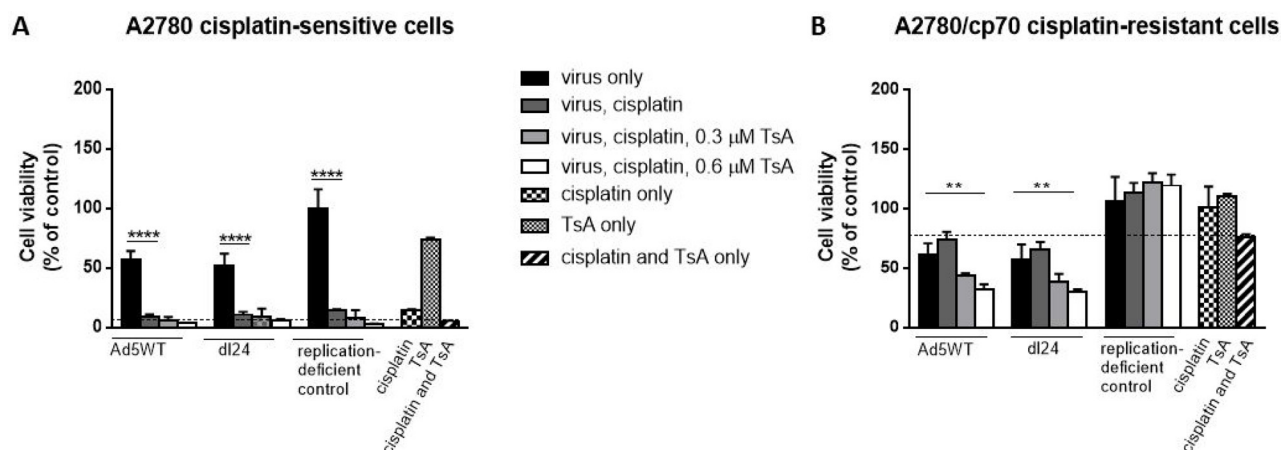 A
A2780 cisplatin-sensitive cells
200
150
100
50
0
Cell viability
(% of control)
****
****
****
Ad5WT
dl24
replication-
deficient
control
cisplatin
TsA
cisplatin and TsA
virus only
virus, cisplatin
virus, cisplatin, 0.3 µM TsA
virus, cisplatin, 0.6 µM TsA
cisplatin only
TsA only
cisplatin and TsA only
B
A2780/cp70 cisplatin-resistant cells
200
150
100
50
0
Cell viability
(% of control)
**
**
Ad5WT
dl24
replication-
deficient
control
cisplatin
TsA
cisplatin and TsA